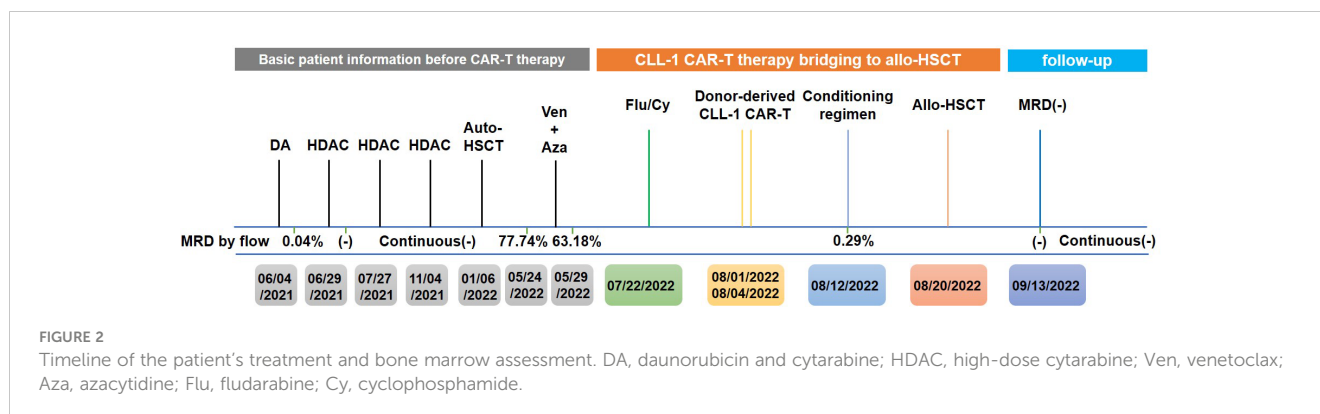 Basic patient information before CAR-T therapy
CLL-1 CAR-T therapy bridging to allo-HSCT
follow-up
DA
HDAC
HDAC
HDAC
Auto-
HSCT
Ven
+
Aza
Flu/Cy
Donor-derived
CLL-1 CAR-T
Conditioning
regimen
Allo-HSCT
MRD(-)
MRD by flow
0.04%
(-)
Continuous(-)
77.74%
63.18%
0.29%
(-)
Continuous(-)
06/04
/2021
06/29
/2021
07/27
/2021
11/04
/2021
01/06
/2022
05/24
/2022
05/29
/2022
07/22/2022
08/01/2022
08/04/2022
08/12/2022
08/20/2022
09/13/2022
FIGURE 2
Timeline of the patient's treatment and bone marrow assessment. DA, daunorubicin and cytarabine; HDAC, high-dose cytarabine; Ven, venetoclax;
Aza, azacytidine; Flu, fludarabine; Cy, cyclophosphamide.